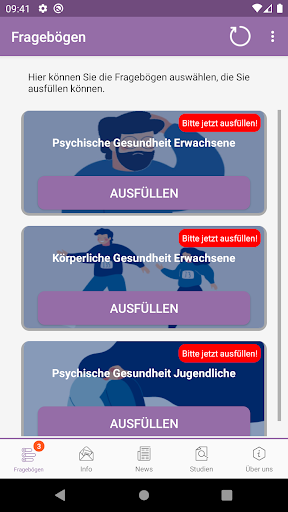 09:41
Fragebögen
Hier können Sie die Fragebögen auswählen, die Sie
ausfüllen können.
Bitte jetzt ausfüllen!
Psychische Gesundheit Erwachsene
AUSFÜLLEN
Bitte jetzt ausfüllen!
Körperliche Gesundheit Erwachsene
AUSFÜLLEN
Bitte jetzt ausfüllen!
Psychische Gesundheit Jugendliche
AUSFÜLLEN
3
Fragebögen Info News Studien Über uns